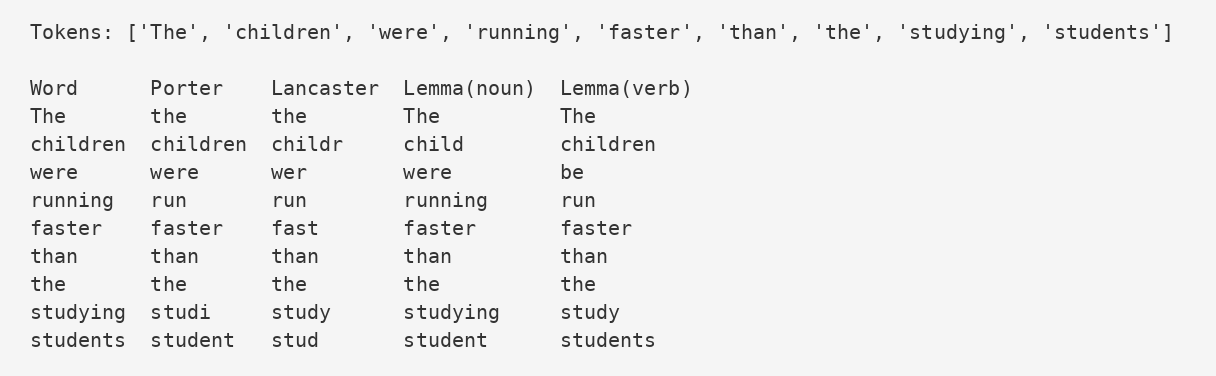 Tokens: ['The', 'children', 'were', 'running', 'faster', 'than', 'the', 'studying', 'students']
Word      Porter    Lancaster  Lemma(noun)  Lemma(verb)
The       the       the        The          The
children  children  childr     child        children
were      were      wer        were         be
running   run       run        running      run
faster    faster    fast       faster       faster
than      than      than       than         than
the       the       the        the          the
studying  studi     study      studying     study
students  student   stud       student      students